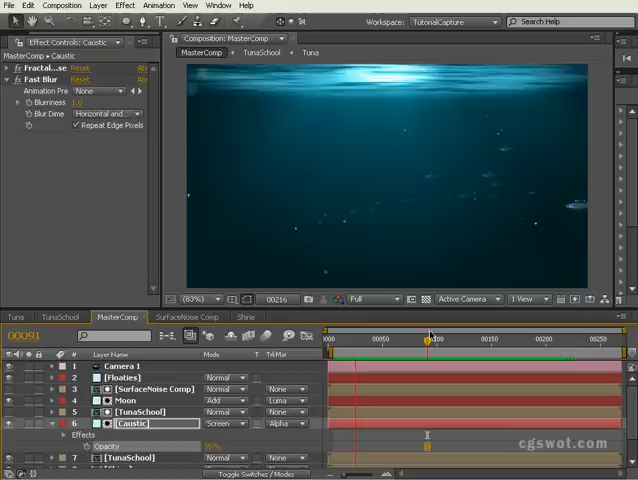 File Edit Composition Layer Effect Animation View Window Help
Workspace: TutorialCapture Search Help
Effect Controls: Caustic
Composition: MasterComp
MasterComp • Caustic
MasterComp TunaSchool Tuna
Fractal...se Reset
Fast Blur Reset
Animation Pre None
Blurriness 1.0
Blur Dime Horizontal and...
Repeat Edge Pixels
(83%) 00216 Full Active Camera 1 View
Tuna TunaSchool MasterComp SurfaceNoise Comp Shrine
00091
0000 00050 00100 00150 00200 00250
# Layer Name Mode T TrkMat
1 Camera 1
2 [Floaties] Normal
3 [SurfaceNoise Comp] Normal None
4 Moon Add Luma
5 [TunaSchool] Normal None
6 [Caustic] Screen Alpha
Effects
Opacity
7 [TunaSchool] Normal None
Toggle Switches / Modes
cgswot.com